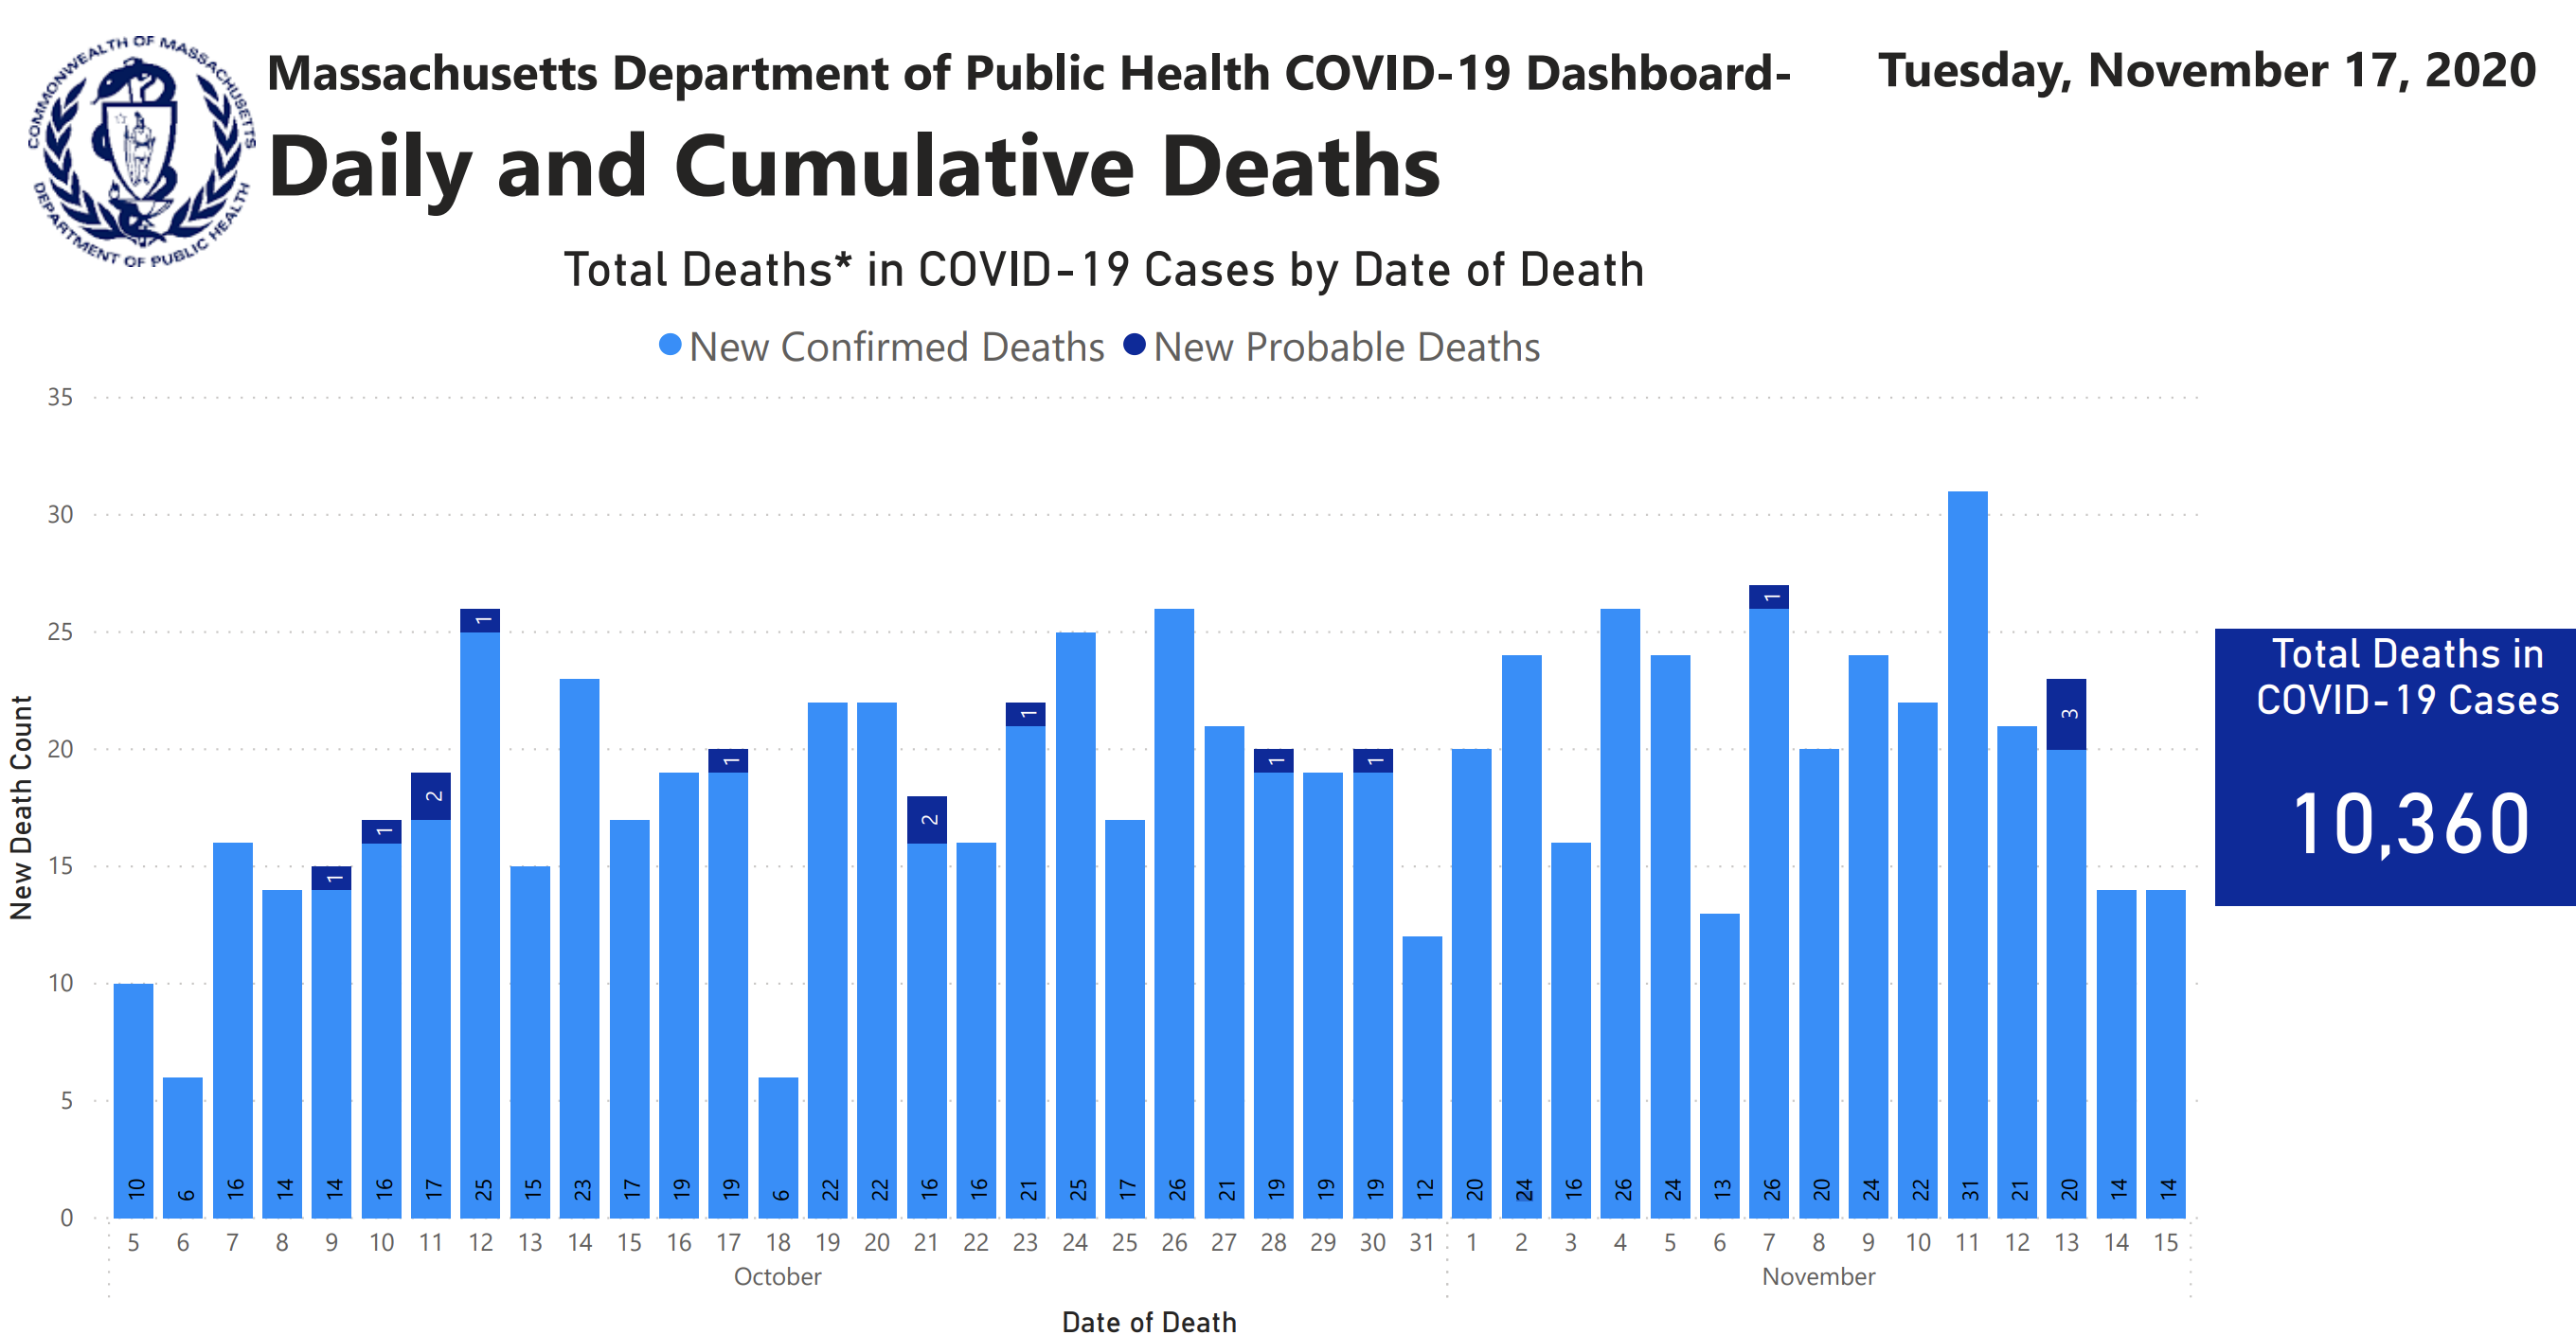 COMMONWEALTH OF MASSACHUSETTS
DEPARTMENT OF PUBLIC HEALTH
Massachusetts Department of Public Health COVID-19 Dashboard-
Tuesday, November 17, 2020
Daily and Cumulative Deaths
Total Deaths* in COVID-19 Cases by Date of Death
New Confirmed Deaths New Probable Deaths
New Death Count
35
30
25
20
15
10
5
0
1 1 2 1 1 2 1 1 1 1 3
10 6 16 14 14 16 17 25 15 23 17 19 19 6 22 22 16 16 21 25 17 26 21 19 19 19 12 20 24 16 26 24 13 26 20 24 22 31 21 20 14 14
5 6 7 8 9 10 11 12 13 14 15 16 17 18 19 20 21 22 23 24 25 26 27 28 29 30 31 1 2 3 4 5 6 7 8 9 10 11 12 13 14 15
October November
Date of Death
Total Deaths in
COVID-19 Cases
10,360